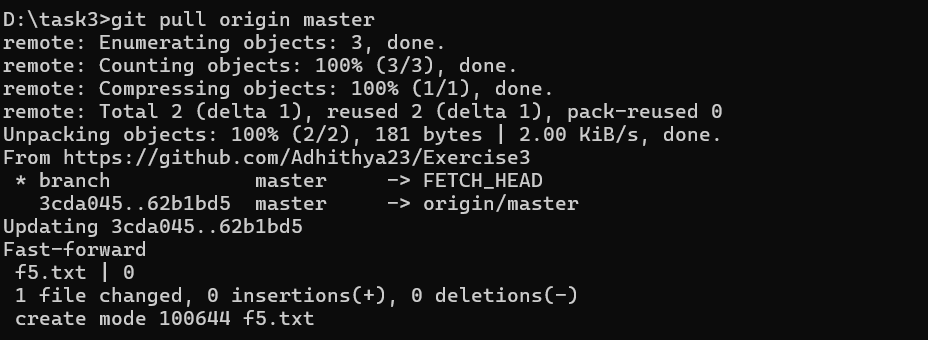 D:\task3>git pull origin master
remote: Enumerating objects: 3, done.
remote: Counting objects: 100% (3/3), done.
remote: Compressing objects: 100% (1/1), done.
remote: Total 2 (delta 1), reused 2 (delta 1), pack-reused 0
Unpacking objects: 100% (2/2), 181 bytes | 2.00 KiB/s, done.
From https://github.com/Adhithya23/Exercise3
 * branch            master     -> FETCH_HEAD
   3cda045..62b1bd5  master     -> origin/master
Updating 3cda045..62b1bd5
Fast-forward
 f5.txt | 0
 1 file changed, 0 insertions(+), 0 deletions(-)
 create mode 100644 f5.txt